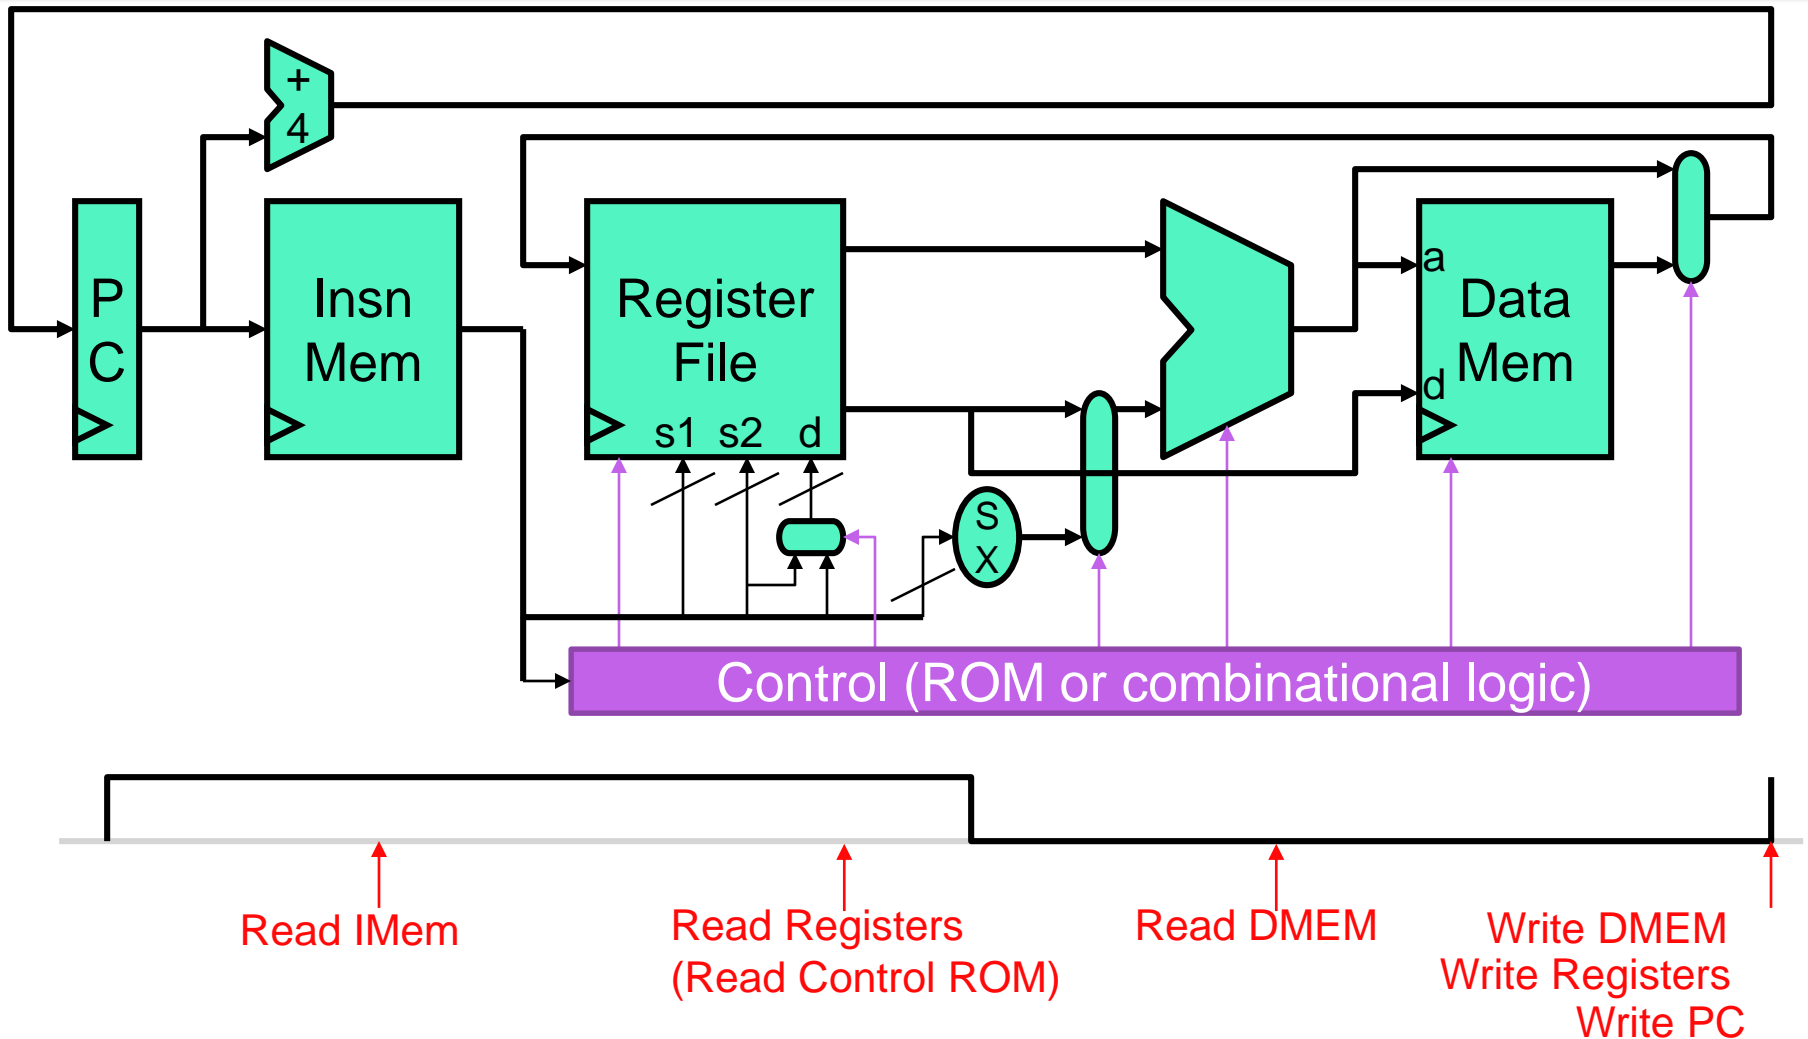 +
4
P
C
Insn
Mem
Register
File
s1 s2 d
S
X
a
Data
Mem
d
Control (ROM or combinational logic)
Read IMem
Read Registers
(Read Control ROM)
Read DMEM
Write DMEM
Write Registers
Write PC